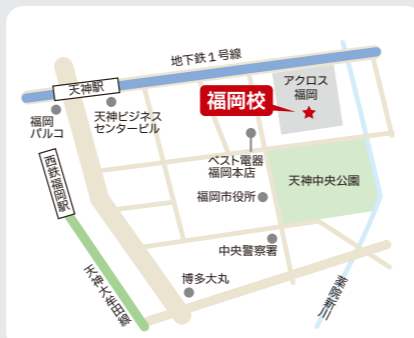 地下鉄1号線
天神駅
アクロス
福岡
福岡校
福岡
パルコ
天神ビジネス
センタービル
西鉄福岡駅
ベスト電器
福岡本店
天神中央公園
福岡市役所
中央警察署
天神大牟田線
博多大丸
薬院新川